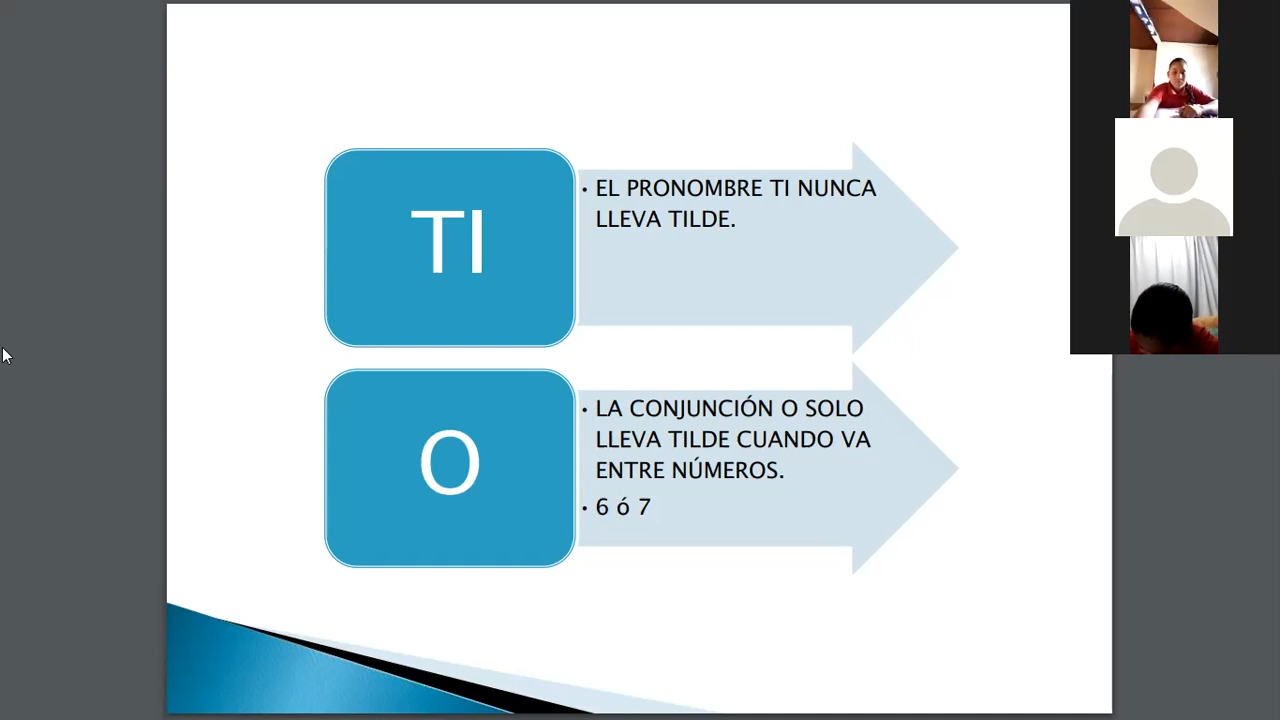 TI
• EL PRONOMBRE TI NUNCA
LLEVA TILDE.
O
• LA CONJUNCIÓN O SOLO
LLEVA TILDE CUANDO VA
ENTRE NÚMEROS.
• 6 ó 7